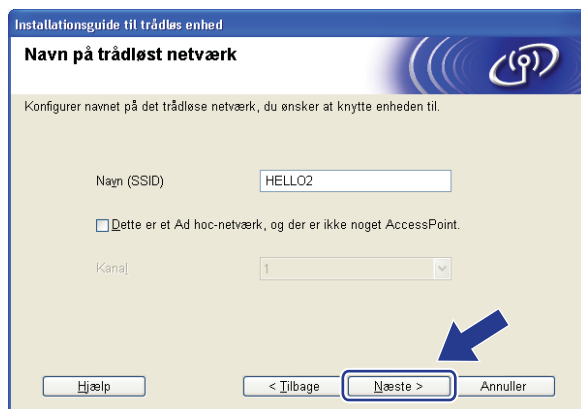 Installationsguide til trådløs enhed
Navn på trådløst netværk
Konfigurer navnet på det trådløse netværk, du ønsker at knytte enheden til.
Navn (SSID) HELLO2
Dette er et Ad hoc-netværk, og der er ikke noget AccessPoint.
Kanal 1
Hjælp < Tilbage Næste > Annuller